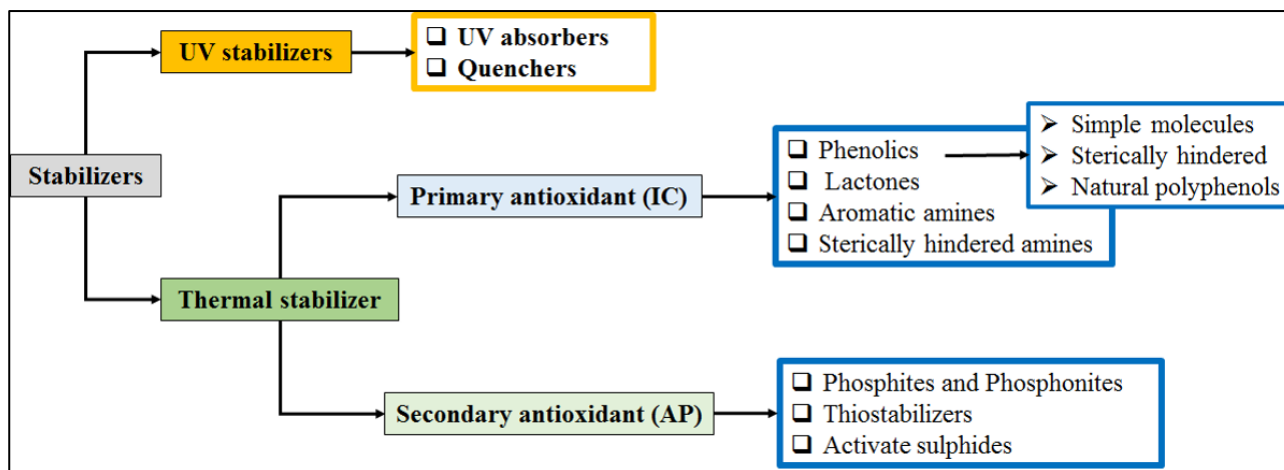 UV stabilizers
UV absorbers
Quenchers
Stabilizers
Primary antioxidant (IC)
Phenolics
Lactones
Aromatic amines
Sterically hindered amines
Simple molecules
Sterically hindered
Natural polyphenols
Thermal stabilizer
Secondary antioxidant (AP)
Phosphites and Phosphonites
Thiostabilizers
Activate sulphides